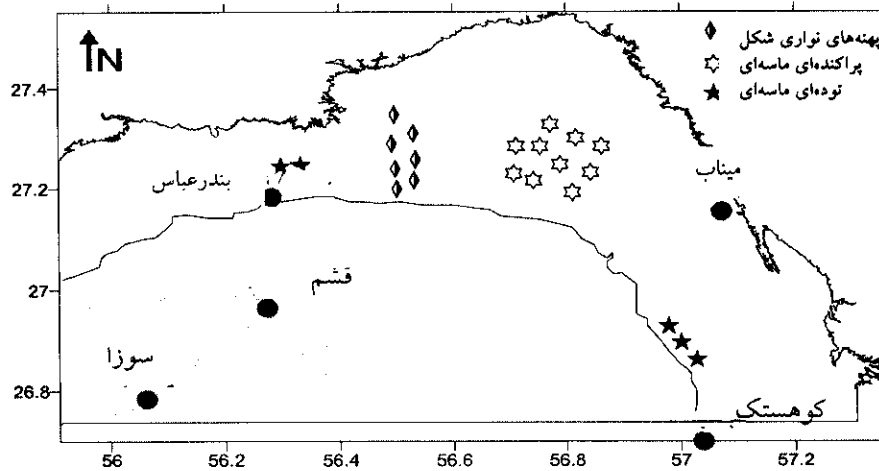 N
پهنه‌های نواری شکل
پراکنده‌ای ماسه‌ای
توده‌ای ماسه‌ای
27.4
میناب
بندرعباس
27.2
قشم
27
سوزا
26.8
کوهستک
56
56.2
56.4
56.6
56.8
57
57.2